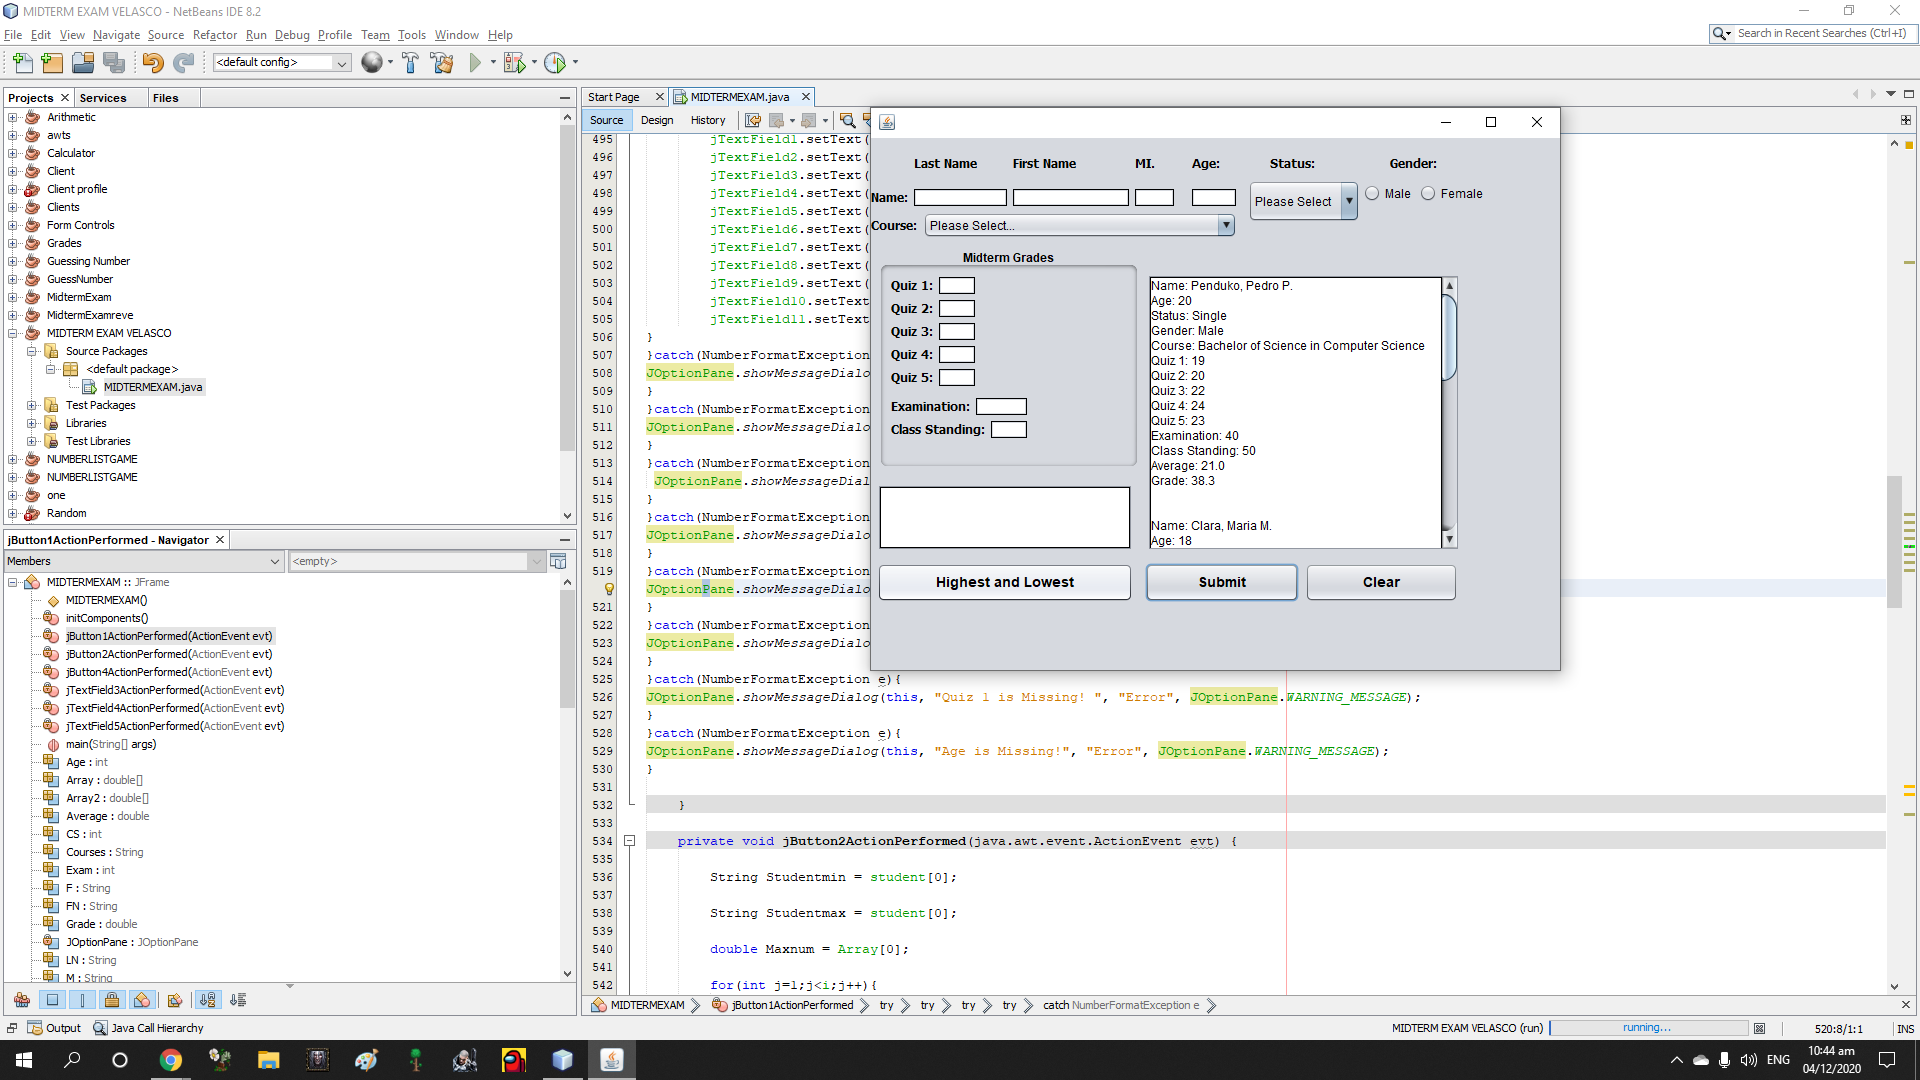 MIDTERM EXAM VELASCO - NetBeans IDE 8.2
File Edit View Navigate Source Refactor Run Debug Profile Team Tools Window Help
Search in Recent Searches (Ctrl+I)
<default config>
Projects
Services
Files
Arithmetic
awts
Calculator
Client
Client profile
Clients
Form Controls
Grades
Guessing Number
GuessNumber
MidtermExam
MidtermExamreve
MIDTERM EXAM VELASCO
Source Packages
<default package>
MIDTERMEXAM.java
Test Packages
Libraries
Test Libraries
NUMBERLISTGAME
NUMBERLISTGAME
one
Random
jButton1ActionPerformed - Navigator
Members
<empty>
MIDTERMEXAM :: JFrame
MIDTERMEXAM()
initComponents()
jButton1ActionPerformed(ActionEvent evt)
jButton2ActionPerformed(ActionEvent evt)
jButton4ActionPerformed(ActionEvent evt)
jTextField3ActionPerformed(ActionEvent evt)
jTextField4ActionPerformed(ActionEvent evt)
jTextField5ActionPerformed(ActionEvent evt)
main(String[] args)
Age : int
Array : double[]
Array2 : double[]
Average : double
CS : int
Courses : String
Exam : int
F : String
FN : String
Grade : double
JOptionPane : JOptionPane
LN : String
M : String
Start Page
MIDTERMEXAM.java
Source Design History
495 jTextField1.setText(
496 jTextField2.setText(
497 jTextField3.setText(
498 jTextField4.setText(
499 jTextField5.setText(
500 jTextField6.setText(
501 jTextField7.setText(
502 jTextField8.setText(
503 jTextField9.setText(
504 jTextField10.setText
505 jTextField11.setText
506 }
507 }catch(NumberFormatException
508 JOptionPane.showMessageDialo
509 }
510 }catch(NumberFormatException
511 JOptionPane.showMessageDialo
512 }
513 }catch(NumberFormatException
514 JOptionPane.showMessageDial
515 }
516 }catch(NumberFormatException
517 JOptionPane.showMessageDialo
518 }
519 }catch(NumberFormatException
JOptionPane.showMessageDialo
521 }
522 }catch(NumberFormatException
523 JOptionPane.showMessageDialo
524 }
525 }catch(NumberFormatException e){
526 JOptionPane.showMessageDialog(this, "Quiz 1 is Missing! ", "Error", JOptionPane.WARNING_MESSAGE);
527 }
528 }catch(NumberFormatException e){
529 JOptionPane.showMessageDialog(this, "Age is Missing!", "Error", JOptionPane.WARNING_MESSAGE);
530 }
531
532 }
533
534 private void jButton2ActionPerformed(java.awt.event.ActionEvent evt) {
535
536 String Studentmin = student[0];
537
538 String Studentmax = student[0];
539
540 double Maxnum = Array[0];
541
542 for(int j=1;j<i;j++){
Last Name First Name MI. Age: Status: Gender:
Name:
Please Select
Male Female
Course: Please Select...
Midterm Grades
Quiz 1:
Quiz 2:
Quiz 3:
Quiz 4:
Quiz 5:
Examination:
Class Standing:
Name: Penduko, Pedro P.
Age: 20
Status: Single
Gender: Male
Course: Bachelor of Science in Computer Science
Quiz 1: 19
Quiz 2: 20
Quiz 3: 22
Quiz 4: 24
Quiz 5: 23
Examination: 40
Class Standing: 50
Average: 21.0
Grade: 38.3
Name: Clara, Maria M.
Age: 18
Highest and Lowest
Submit
Clear
MIDTERMEXAM jButton1ActionPerformed try try try try catch NumberFormatException e
Output
Java Call Hierarchy
MIDTERM EXAM VELASCO (run)
running...
520:8/1:1
INS
ENG
10:44 am
04/12/2020